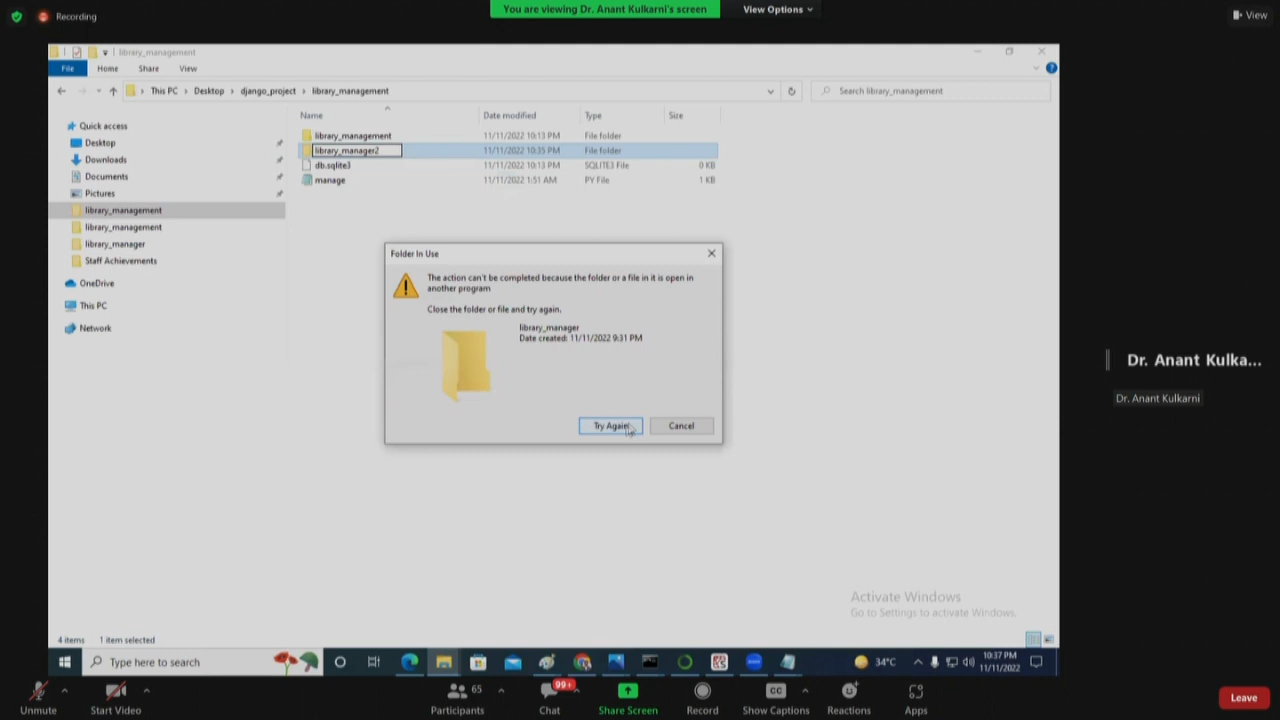 Recording
You are viewing Dr. Anant Kulkarni's screen
View Options
View
library_management
File
Home
Share
View
This PC
Desktop
django_project
library_management
Search library_management
Name
Date modified
Type
Size
library_management
11/11/2022 10:13 PM
File folder
library_manager2
11/11/2022 10:35 PM
File folder
db.sqlite3
11/11/2022 10:13 PM
SQLITE3 File
0 KB
manage
11/11/2022 1:51 AM
PY File
1 KB
Quick access
Desktop
Downloads
Documents
Pictures
library_management
library_management
library_manager
Staff Achievements
OneDrive
This PC
Network
Folder In Use
The action can't be completed because the folder or a file in it is open in
another program
Close the folder or file and try again.
library_manager
Date created: 11/11/2022 9:31 PM
Try Again
Cancel
Dr. Anant Kulka...
Dr. Anant Kulkarni
Activate Windows
Go to Settings to activate Windows.
4 items
1 item selected
Type here to search
34°C
10:37 PM
11/11/2022
Unmute
Start Video
Participants
65
Chat
99+
Share Screen
Record
CC
Show Captions
Reactions
Apps
Leave